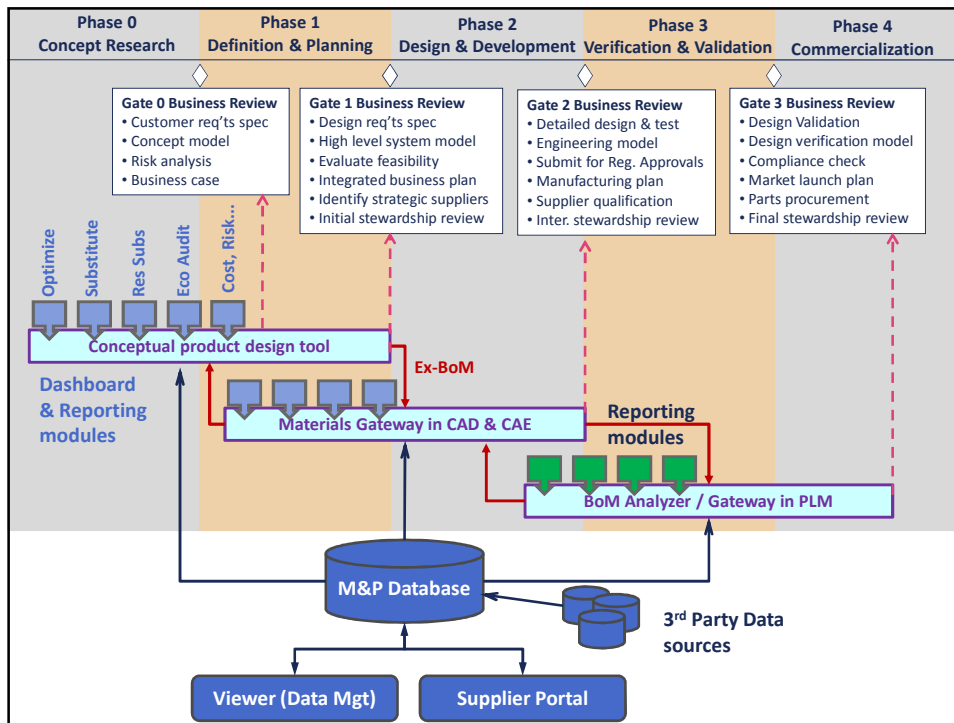 Phase 0
Concept Research
Phase 1
Definition & Planning
Phase 2
Design & Development
Phase 3
Verification & Validation
Phase 4
Commercialization
Gate 0 Business Review
• Customer req'ts spec
• Concept model
• Risk analysis
• Business case
Gate 1 Business Review
• Design req'ts spec
• High level system model
• Evaluate feasibility
• Integrated business plan
• Identify strategic suppliers
• Initial stewardship review
Gate 2 Business Review
• Detailed design & test
• Engineering model
• Submit for Reg. Approvals
• Manufacturing plan
• Supplier qualification
• Inter. stewardship review
Gate 3 Business Review
• Design Validation
• Design verification model
• Compliance check
• Market launch plan
• Parts procurement
• Final stewardship review
Optimize
Substitute
Res Subs
Eco Audit
Cost, Risk...
Conceptual product design tool
Ex-BoM
Dashboard
& Reporting
modules
Materials Gateway in CAD & CAE
Reporting
modules
BoM Analyzer / Gateway in PLM
M&P Database
3rd Party Data
sources
Viewer (Data Mgt)
Supplier Portal